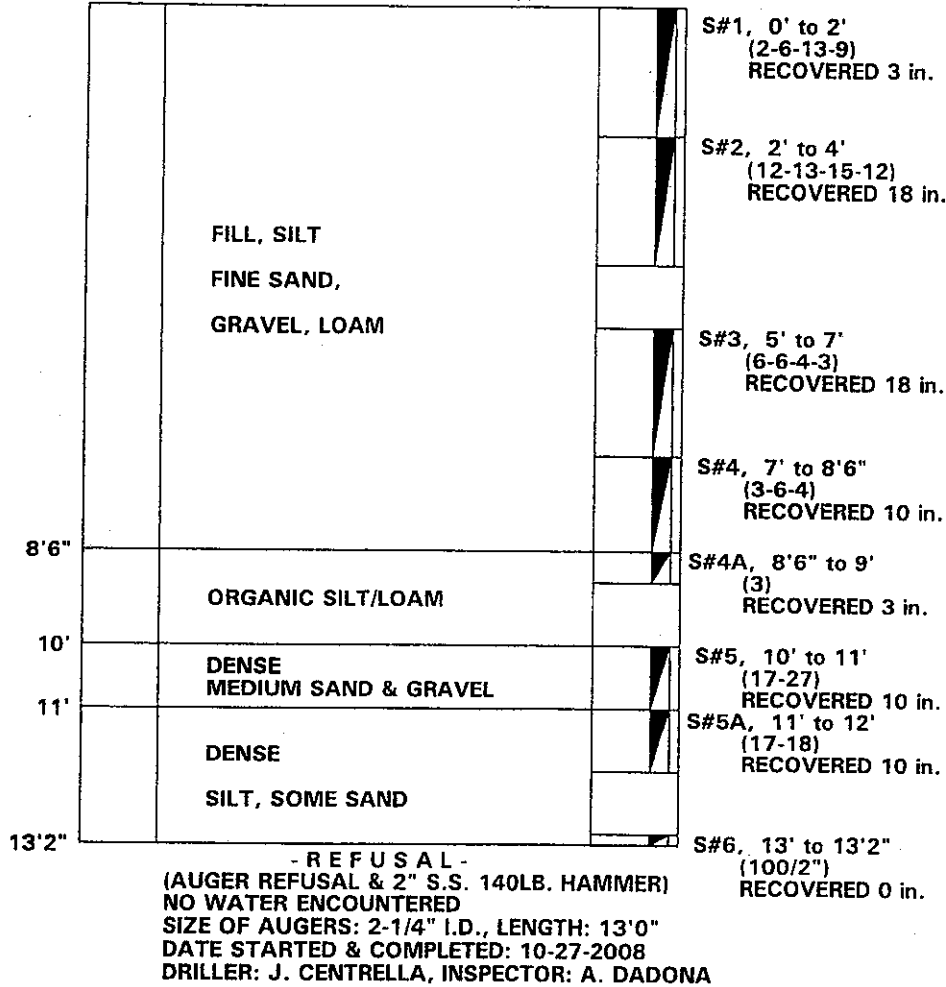 S#1, 0' to 2'
(2-6-13-9)
RECOVERED 3 in.
S#2, 2' to 4'
(12-13-15-12)
RECOVERED 18 in.
FILL, SILT
FINE SAND,
GRAVEL, LOAM
S#3, 5' to 7'
(6-6-4-3)
RECOVERED 18 in.
S#4, 7' to 8'6"
(3-6-4)
RECOVERED 10 in.
8'6"
S#4A, 8'6" to 9'
(3)
RECOVERED 3 in.
ORGANIC SILT/LOAM
10'
S#5, 10' to 11'
(17-27)
RECOVERED 10 in.
DENSE
MEDIUM SAND & GRAVEL
11'
S#5A, 11' to 12'
(17-18)
RECOVERED 10 in.
DENSE
SILT, SOME SAND
13'2"
S#6, 13' to 13'2"
(100/2")
RECOVERED 0 in.
-REFUSAL-
(AUGER REFUSAL & 2" S.S. 140LB. HAMMER)
NO WATER ENCOUNTERED
SIZE OF AUGERS: 2-1/4" I.D., LENGTH: 13'0"
DATE STARTED & COMPLETED: 10-27-2008
DRILLER: J. CENTRELLA, INSPECTOR: A. DADONA